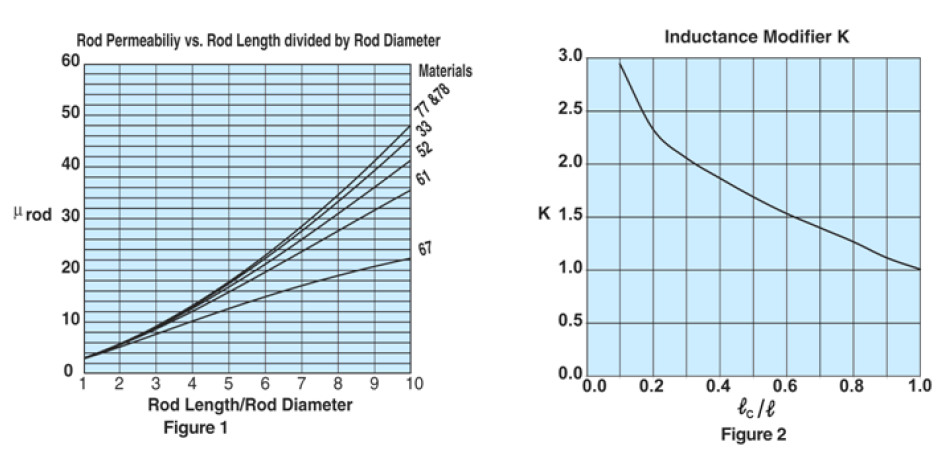 Rod Permeabiliy vs. Rod Length divided by Rod Diameter
60
50
40
30
20
10
0
μ rod
Materials
77 &78
33
52
61
67
1 2 3 4 5 6 7 8 9 10
Rod Length/Rod Diameter
Figure 1
Inductance Modifier K
3.0
2.5
2.0
K 1.5
1.0
0.5
0.0
0.0 0.2 0.4 0.6 0.8 1.0
ℓc/ℓ
Figure 2